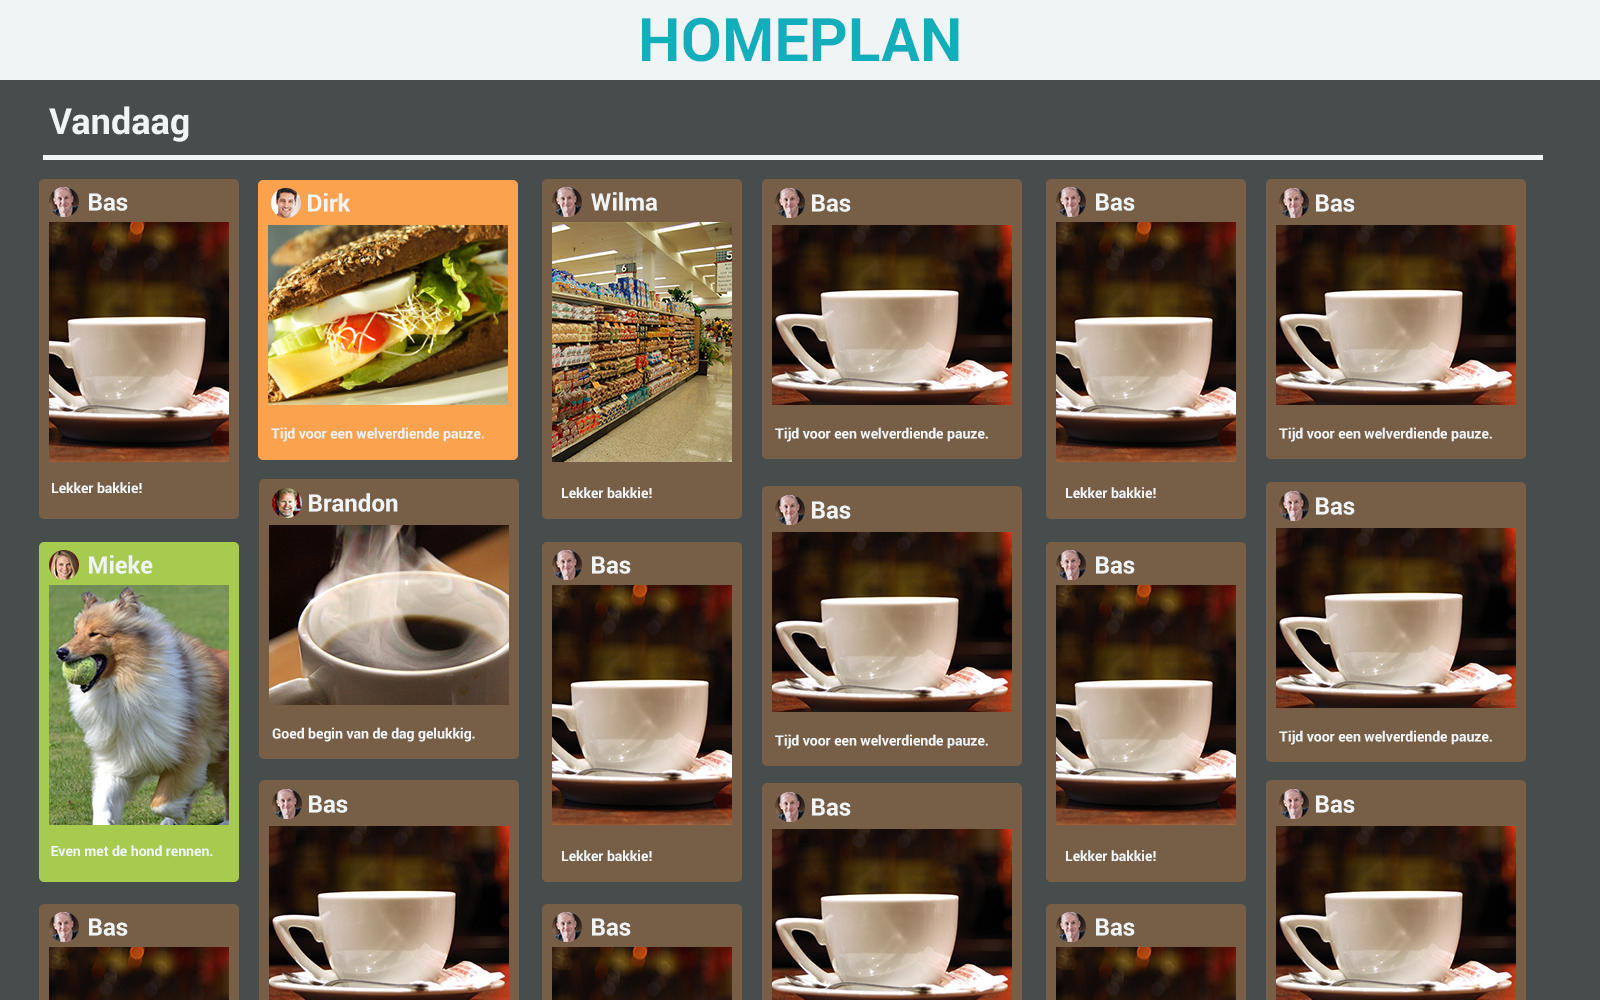 HOMEPLAN
Vandaag
Bas
Lekker bakkie!
Mieke
Even met de hond rennen.
Bas
Dirk
Tijd voor een welverdiende pauze.
Brandon
Goed begin van de dag gelukkig.
Bas
Wilma
6
5
Lekker bakkie!
Bas
Lekker bakkie!
Bas
Bas
Tijd voor een welverdiende pauze.
Bas
Tijd voor een welverdiende pauze.
Bas
Bas
Lekker bakkie!
Bas
Lekker bakkie!
Bas
Bas
Tijd voor een welverdiende pauze.
Bas
Tijd voor een welverdiende pauze.
Bas